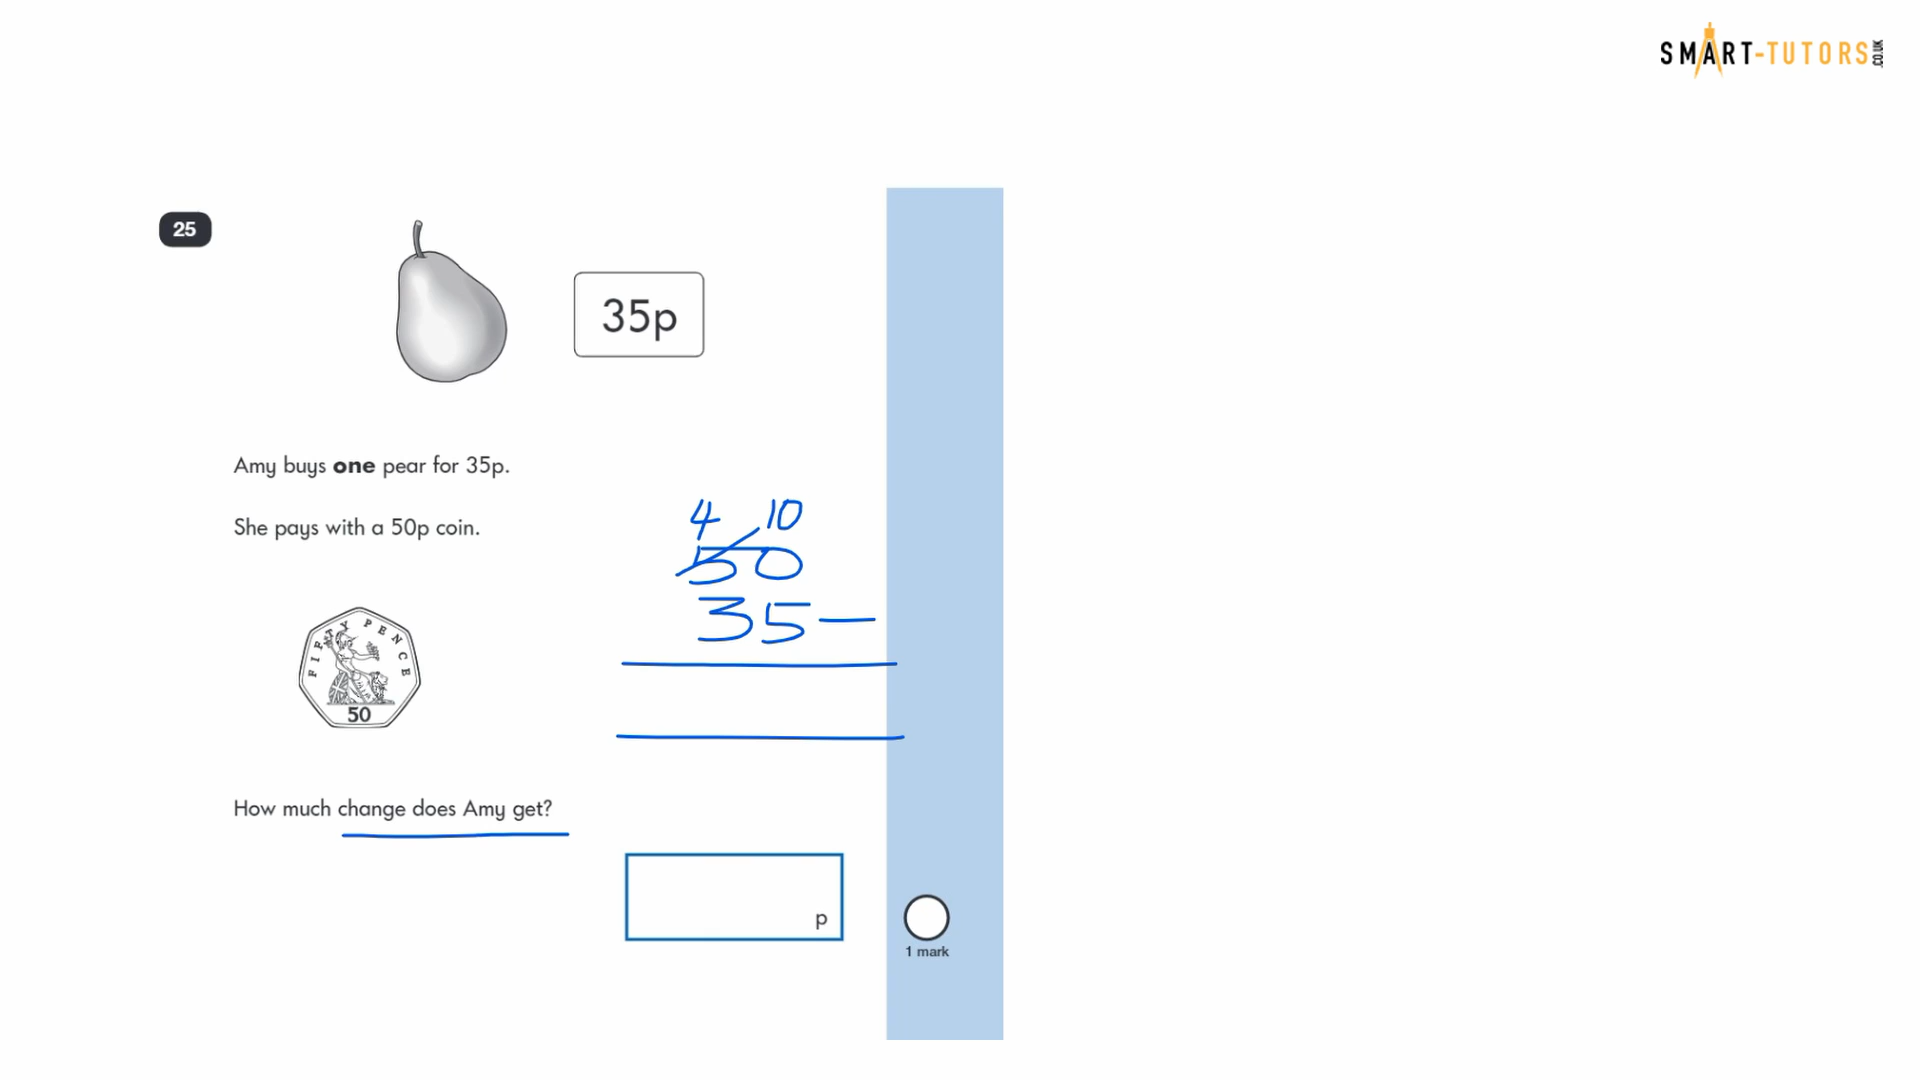 SMART-TUTORS.CO.UK
25
35p
Amy buys one pear for 35p.
She pays with a 50p coin.
4 10
50
35 —
FIFTY PENCE
50
How much change does Amy get?
p
1 mark